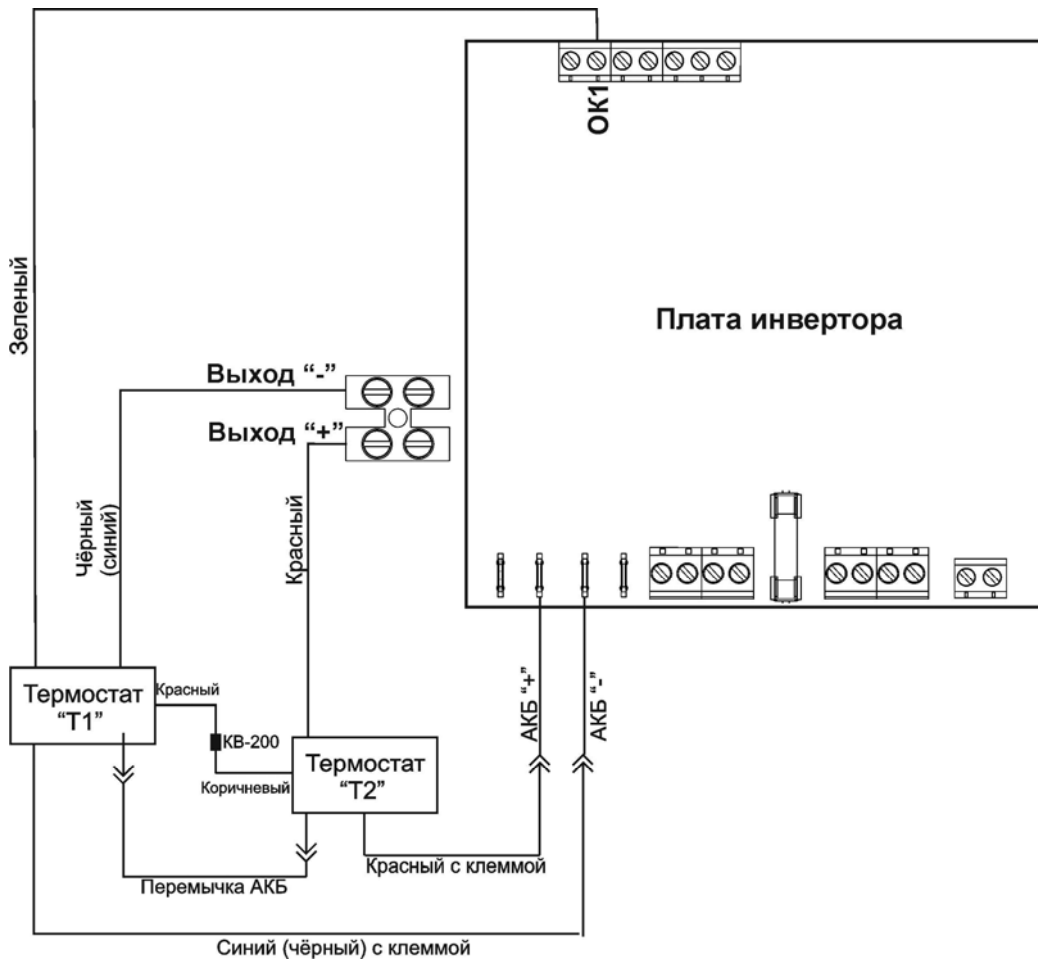 ОК1
Зеленый
Плата инвертора
Выход “-”
Выход “+”
Чёрный
(синий)
Красный
АКБ “+”
АКБ “-”
Термостат
“Т1”
Красный
КВ-200
Коричневый
Термостат
“Т2”
Красный с клеммой
Перемычка АКБ
Синий (чёрный) с клеммой